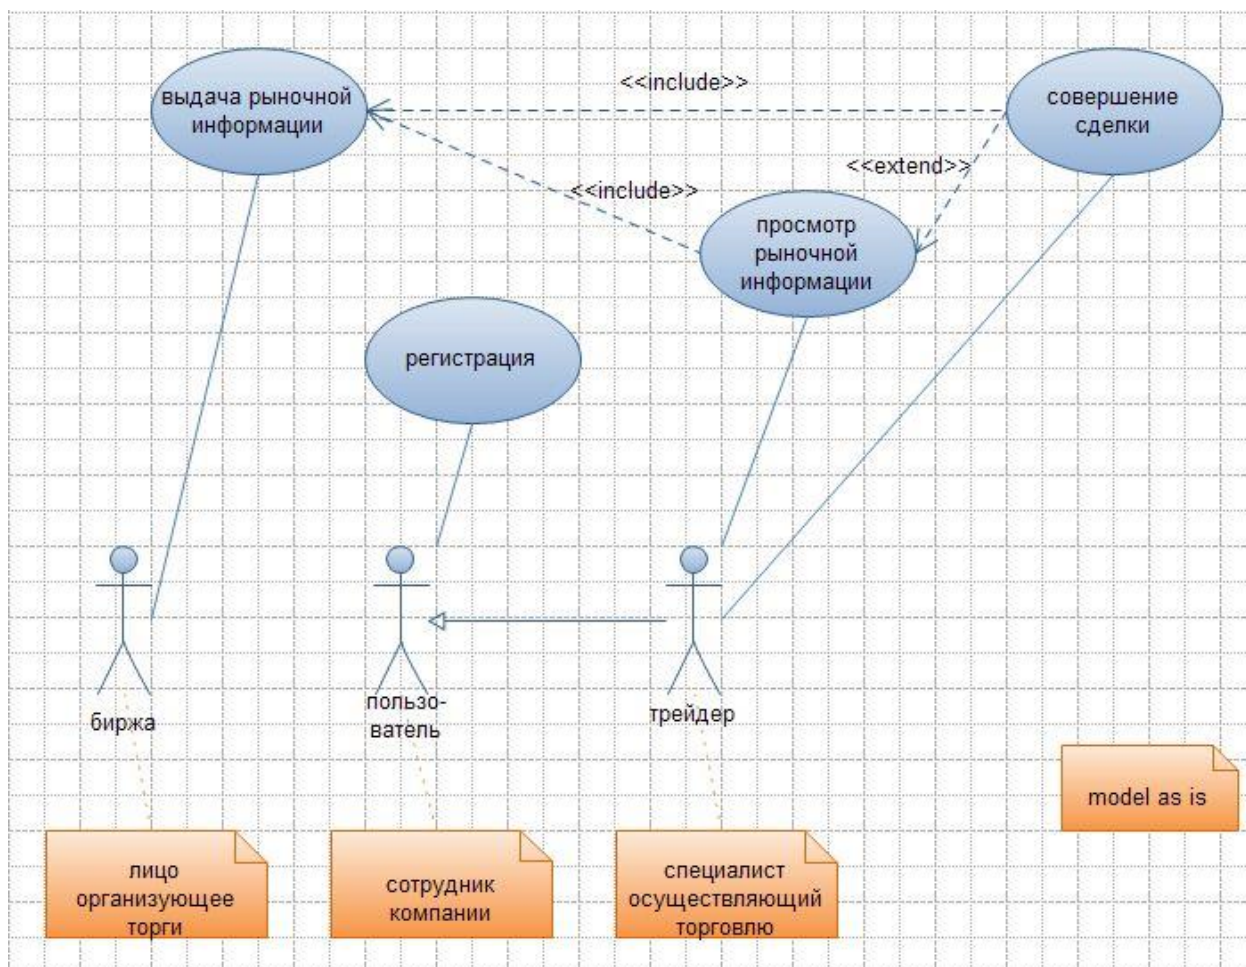 <<include>>
выдача рыночной
информации
совершение
сделки
<<extend>>
<<include>>
просмотр
рыночной
информации
регистрация
биржа
пользо-
ватель
трейдер
model as is
лицо
организующее
торги
сотрудник
компании
специалист
осуществляющий
торговлю